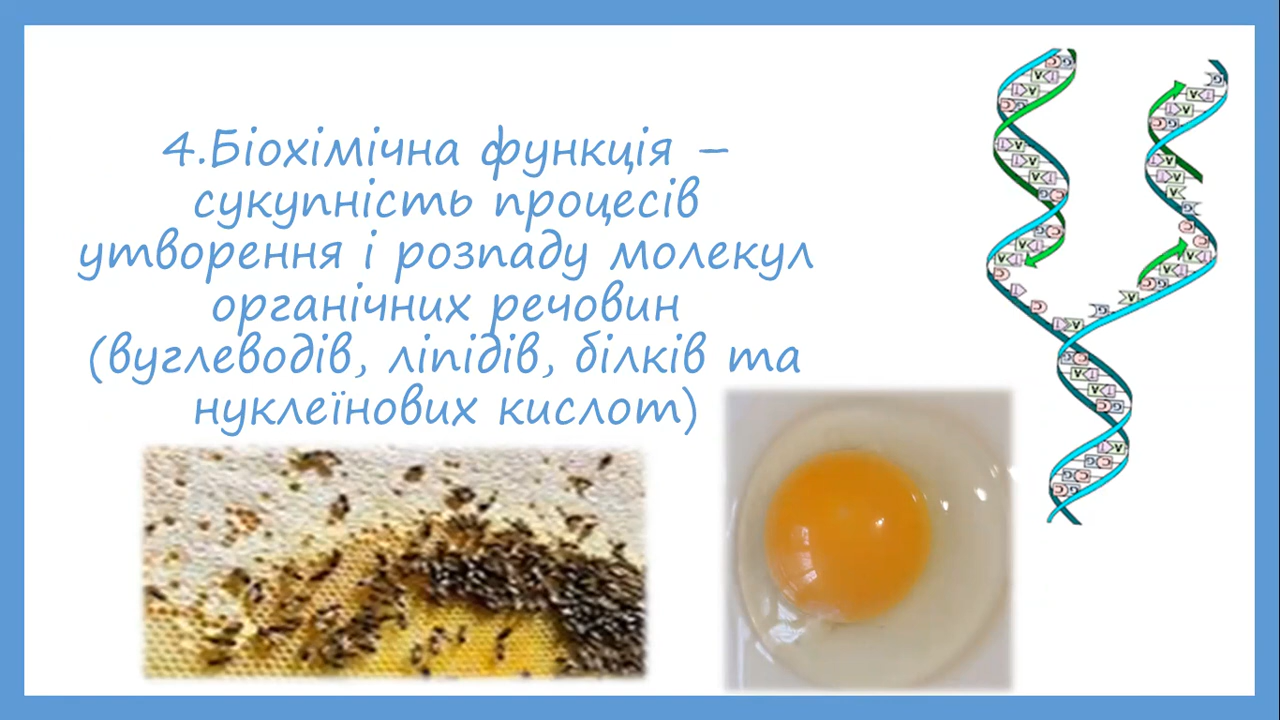 4.Біохімічна функція –
сукупність процесів
утворення і розпаду молекул
органічних речовин
(вуглеводів, ліпідів, білків та
нуклеїнових кислот)